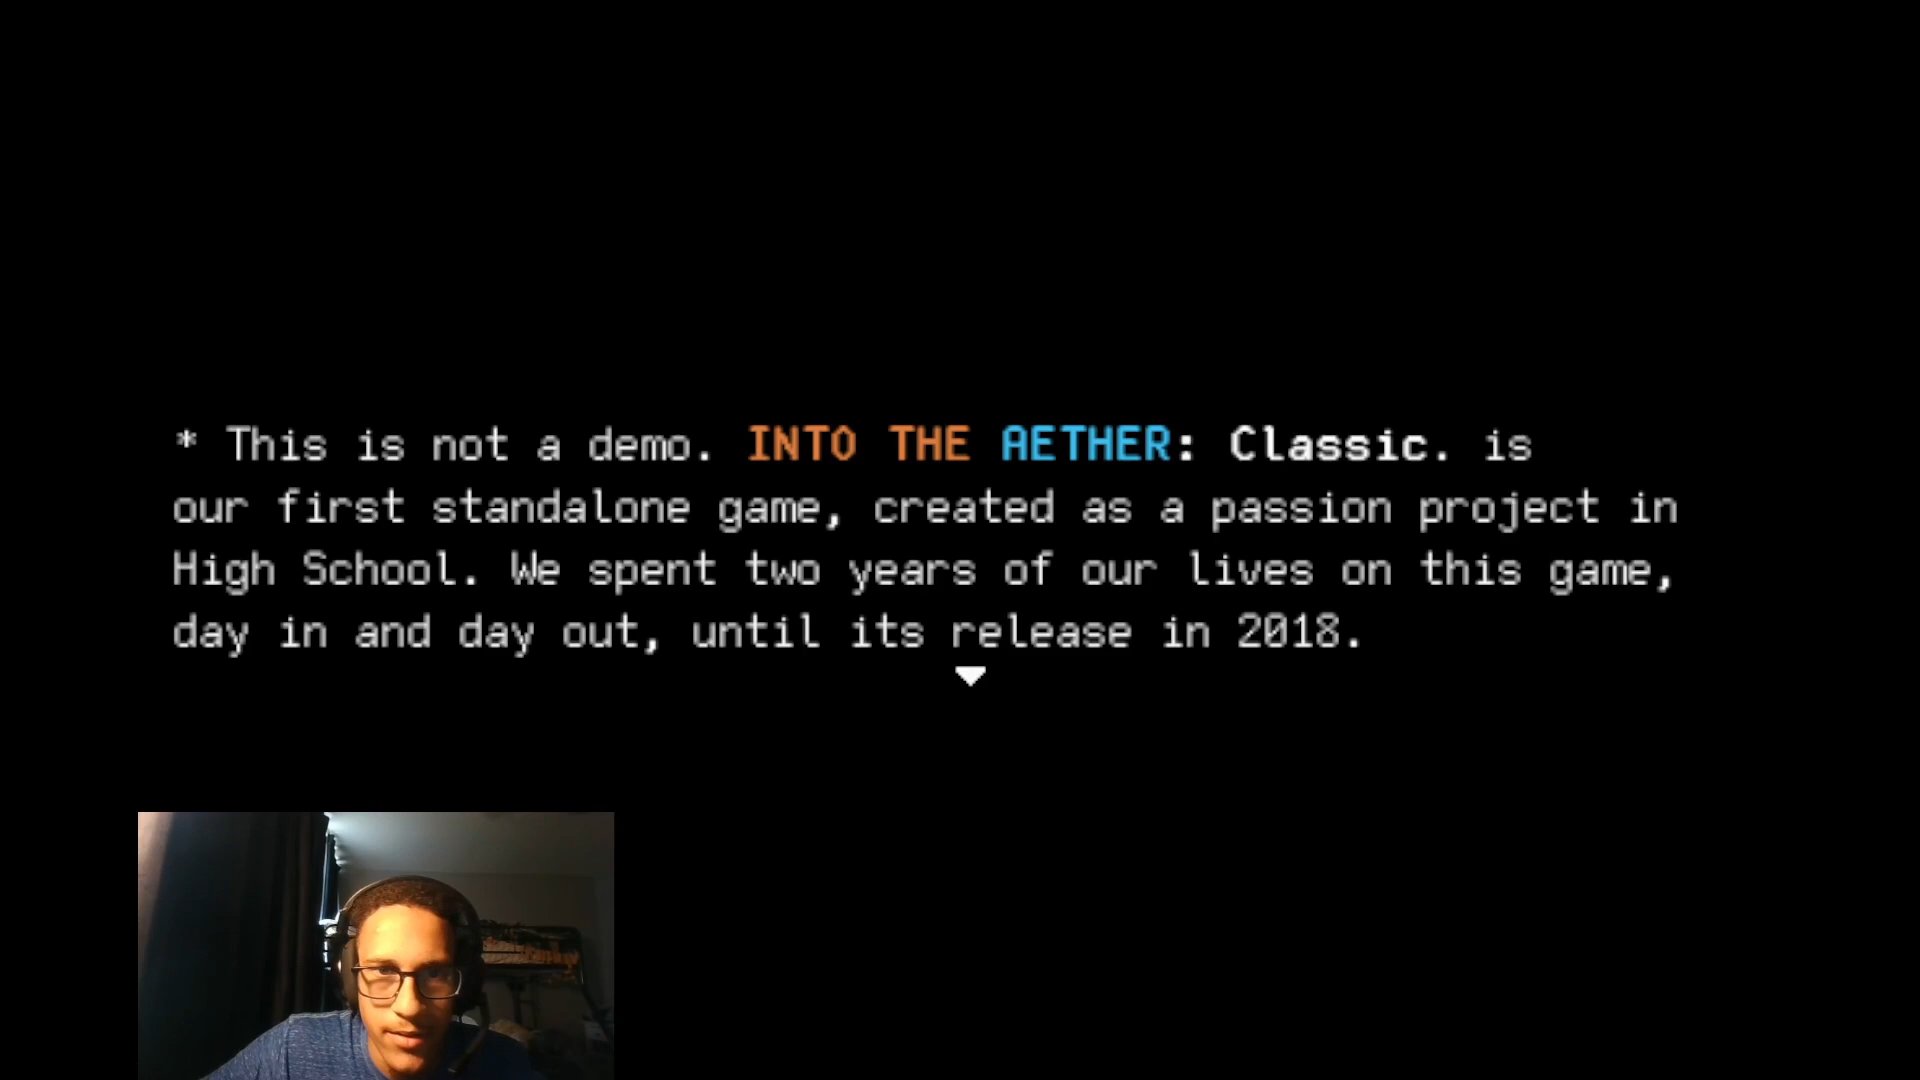 * This is not a demo. INTO THE AETHER: Classic. is
our first standalone game, created as a passion project in
High School. We spent two years of our lives on this game,
day in and day out, until its release in 2018.